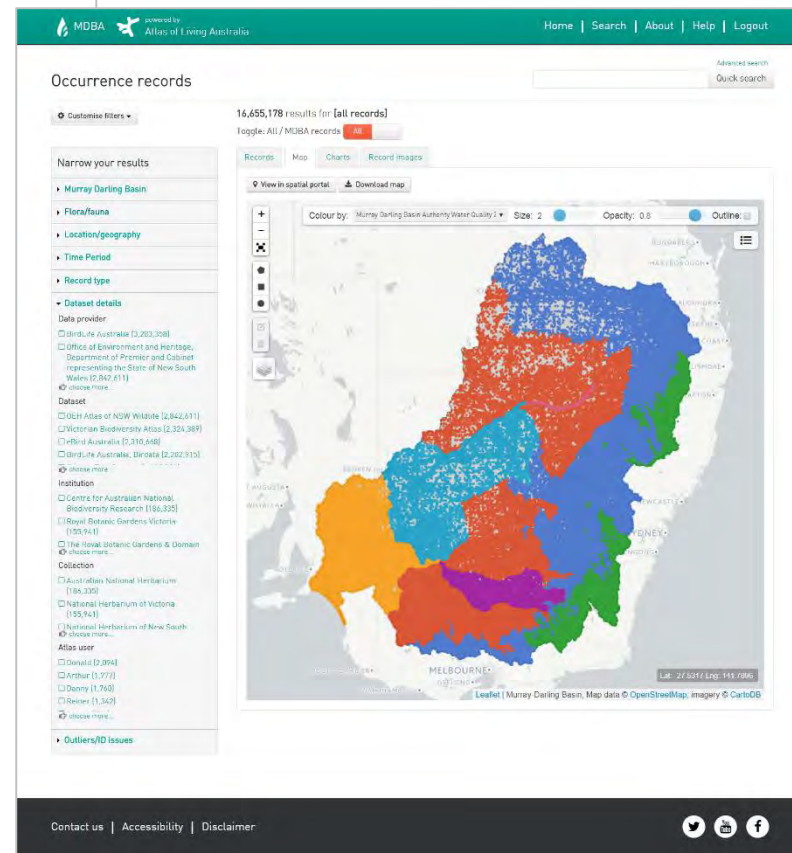 MDBA
powered by
Atlas of Living Australia
Home | Search | About | Help | Logout
Occurrence records
Advanced search
Quick search
Customise filters
16,655,178 results for [all records]
Toggle: All / MDBA records All
Narrow your results
Records Map Charts Record images
Murray Darling Basin
View in spatial portal Download map
Flora/fauna
Colour by: Murray Darling Basin Authority Water Quality Size: 2 Opacity: 0.8 Outline:
Location/geography
Time Period
Record type
Dataset details
Data provider
BirdLife Australia
Office of Environment and Heritage,
Department of Premier and Cabinet
representing the State of New South
Wales (2,842,611)
choose more...
Dataset
OEH Atlas of NSW Wildlife (2,842,611)
Victorian Biodiversity Atlas (2,324,389)
eBird Australia (2,310,668)
BirdLife Australia, Birdata (2,202,915)
choose more...
Institution
Centre for Australian National
Biodiversity Research (186,335)
Royal Botanic Gardens Victoria
(155,941)
The Royal Botanic Gardens & Domain
choose more...
Collection
Australian National Herbarium
(186,335)
National Herbarium of Victoria
(155,941)
National Herbarium of New South
choose more...
Atlas user
Donald (2,094)
Arthur (1,777)
Danny (1,760)
Reiner (1,342)
choose more...
Outliers/ID issues
MELBOURNE
Leaflet | Murray-Darling Basin, Map data © OpenStreetMap, imagery © CartoDB
Contact us | Accessibility | Disclaimer